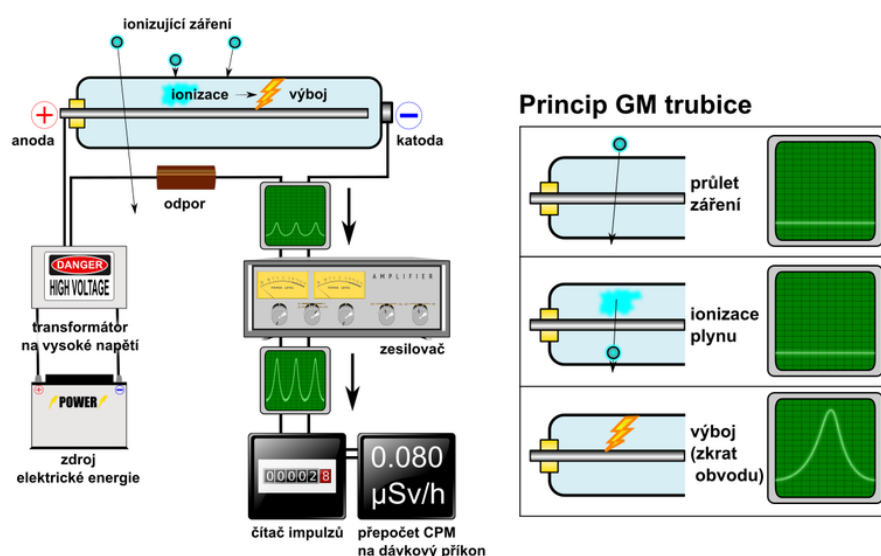 ionizující záření
ionizace
výboj
+
−
anoda
katoda
odpor
DANGER
HIGH VOLTAGE
transformátor
na vysoké napětí
AMPLIFIER
zesilovač
+
−
POWER
zdroj
elektrické energie
000028
0.080
µSv/h
čítač impulzů
přepočet CPM
na dávkový příkon
Princip GM trubice
průlet
záření
ionizace
plynu
výboj
(zkrat
obvodu)